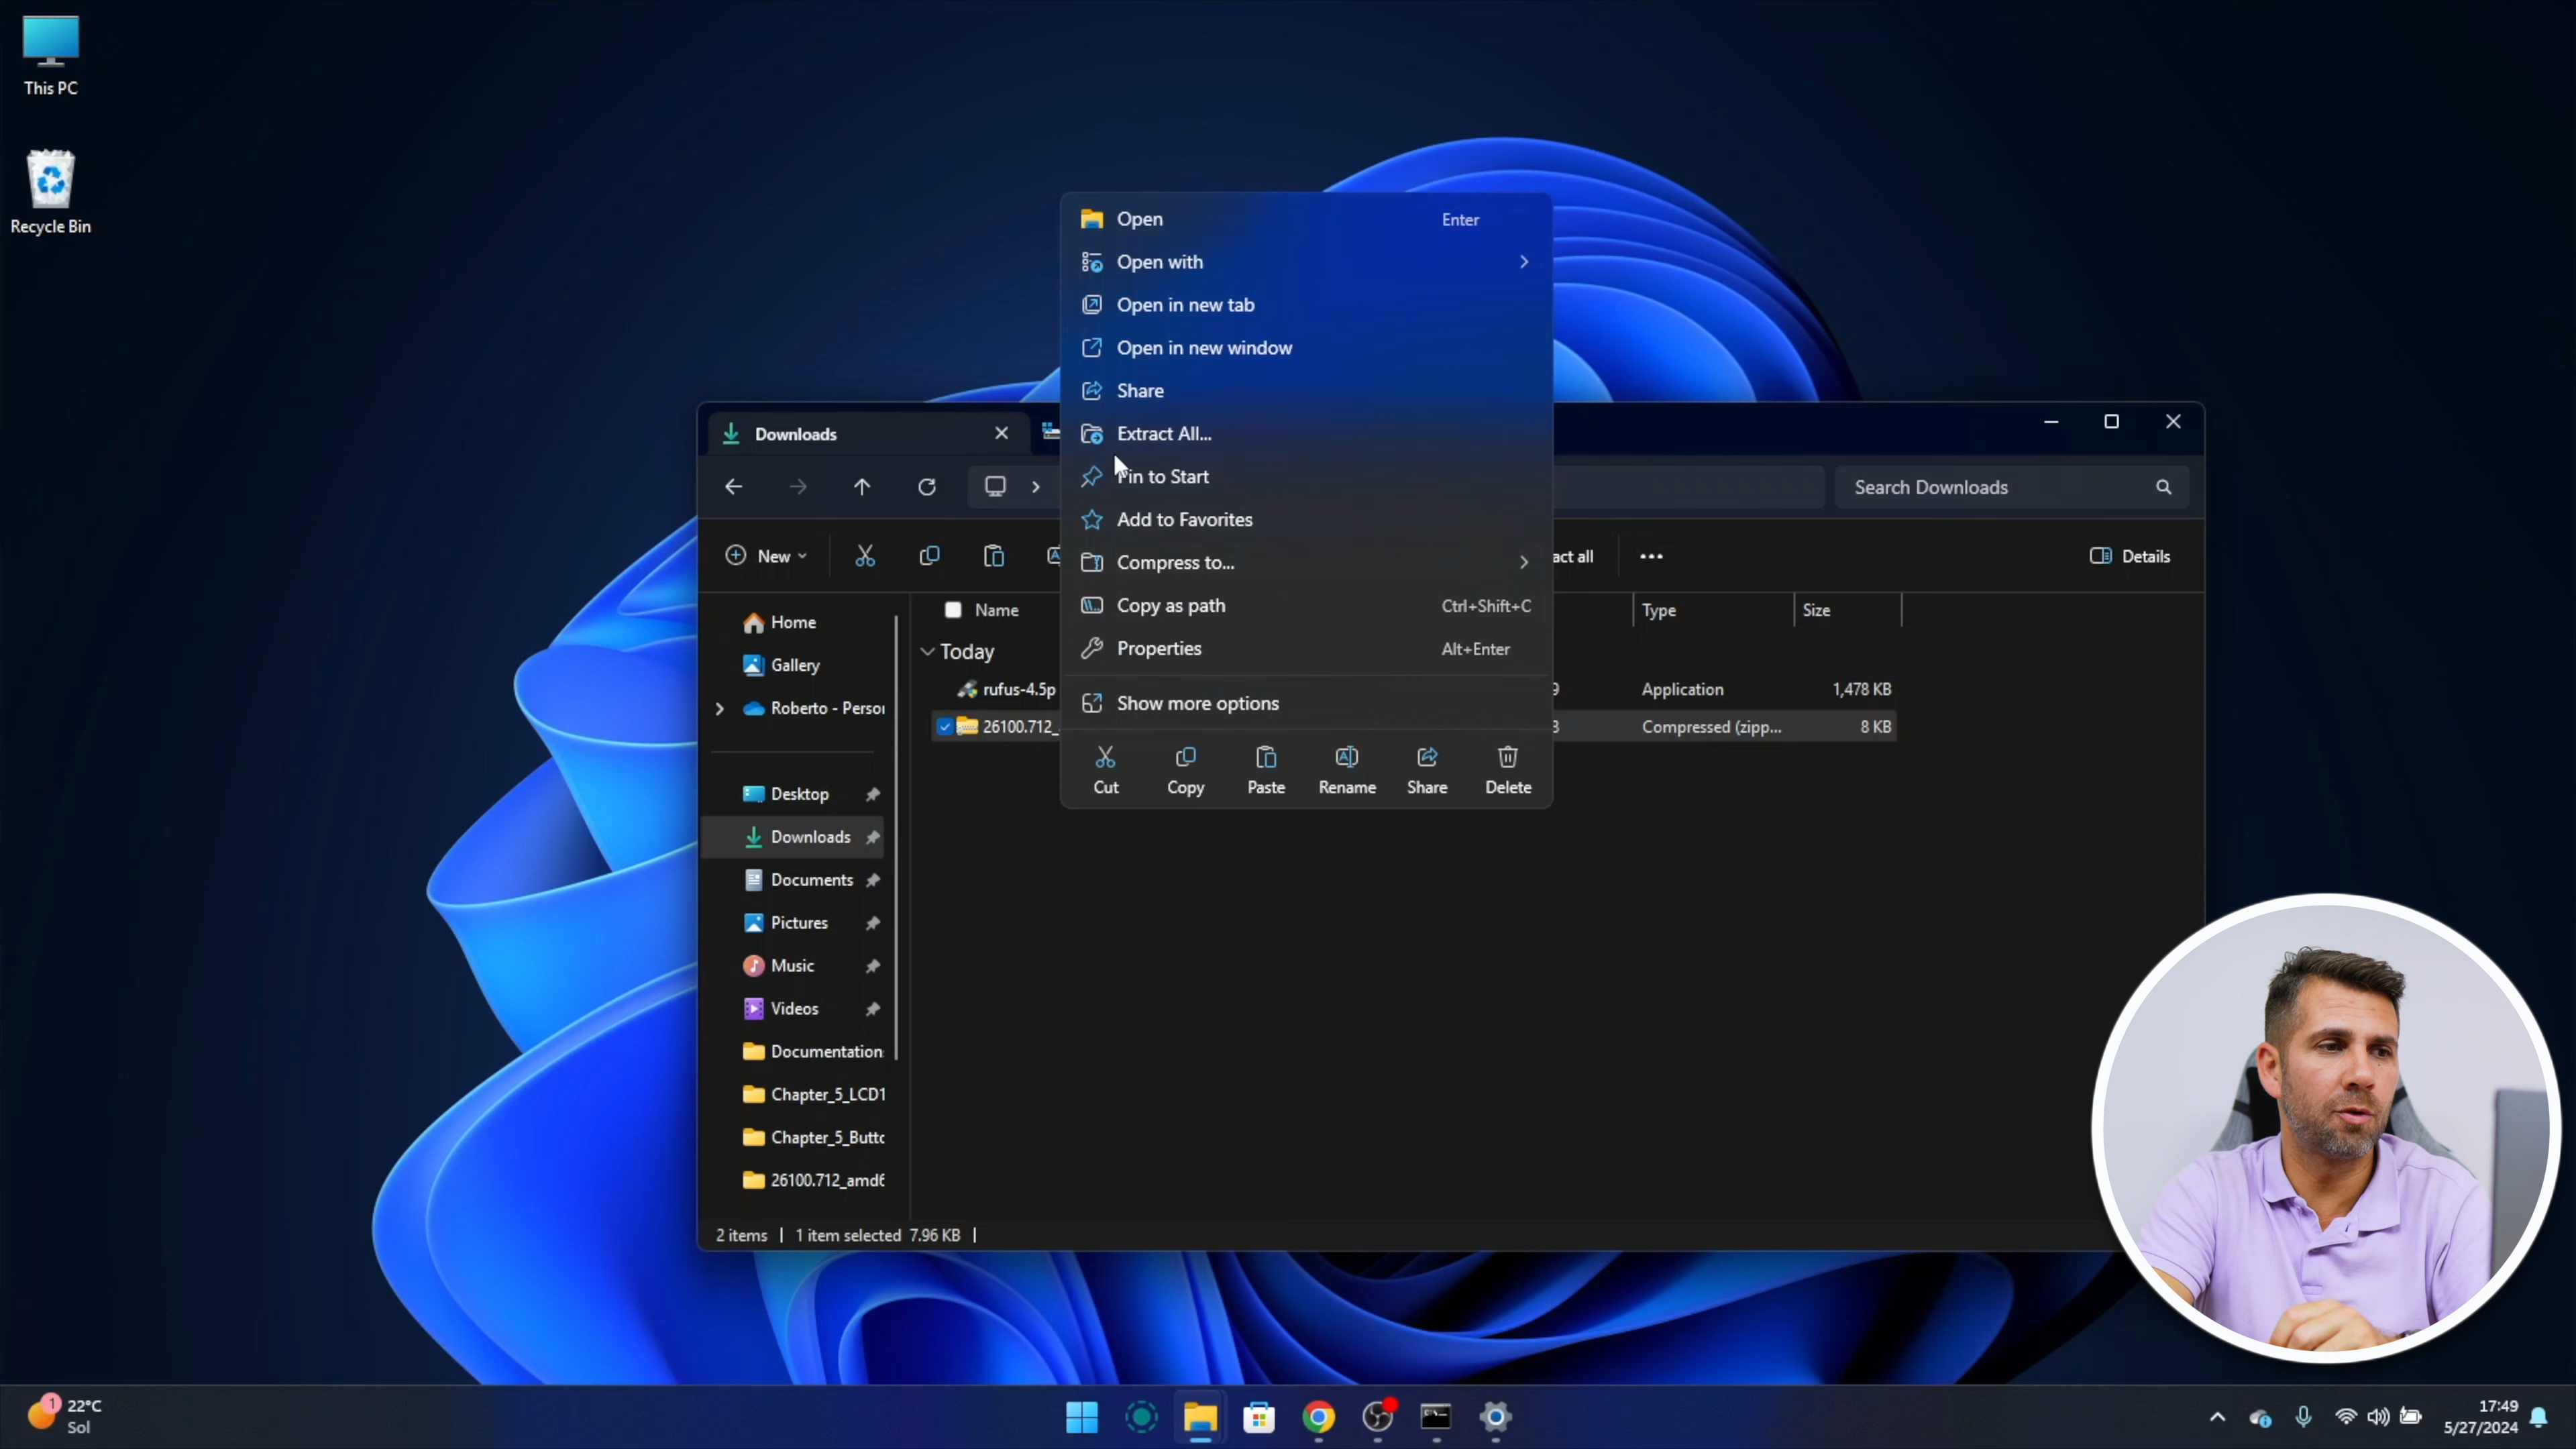 This PC
Recycle Bin
Open Enter
Open with
Open in new tab
Open in new window
Share
Extract All...
Pin to Start
Add to Favorites
Compress to...
Copy as path Ctrl+Shift+C
Properties Alt+Enter
Show more options
Cut Copy Paste Rename Share Delete
Downloads
Search Downloads
New
act all
Details
Name Type Size
Today
rufus-4.5p 9 Application 1,478 KB
26100.712_ 3 Compressed (zipp... 8 KB
Home
Gallery
Roberto - Person
Desktop
Downloads
Documents
Pictures
Music
Videos
Documentation
Chapter_5_LCD1
Chapter_5_Butto
26100.712_amd6
2 items 1 item selected 7.96 KB
1
22°C
Sol
17:49
5/27/2024